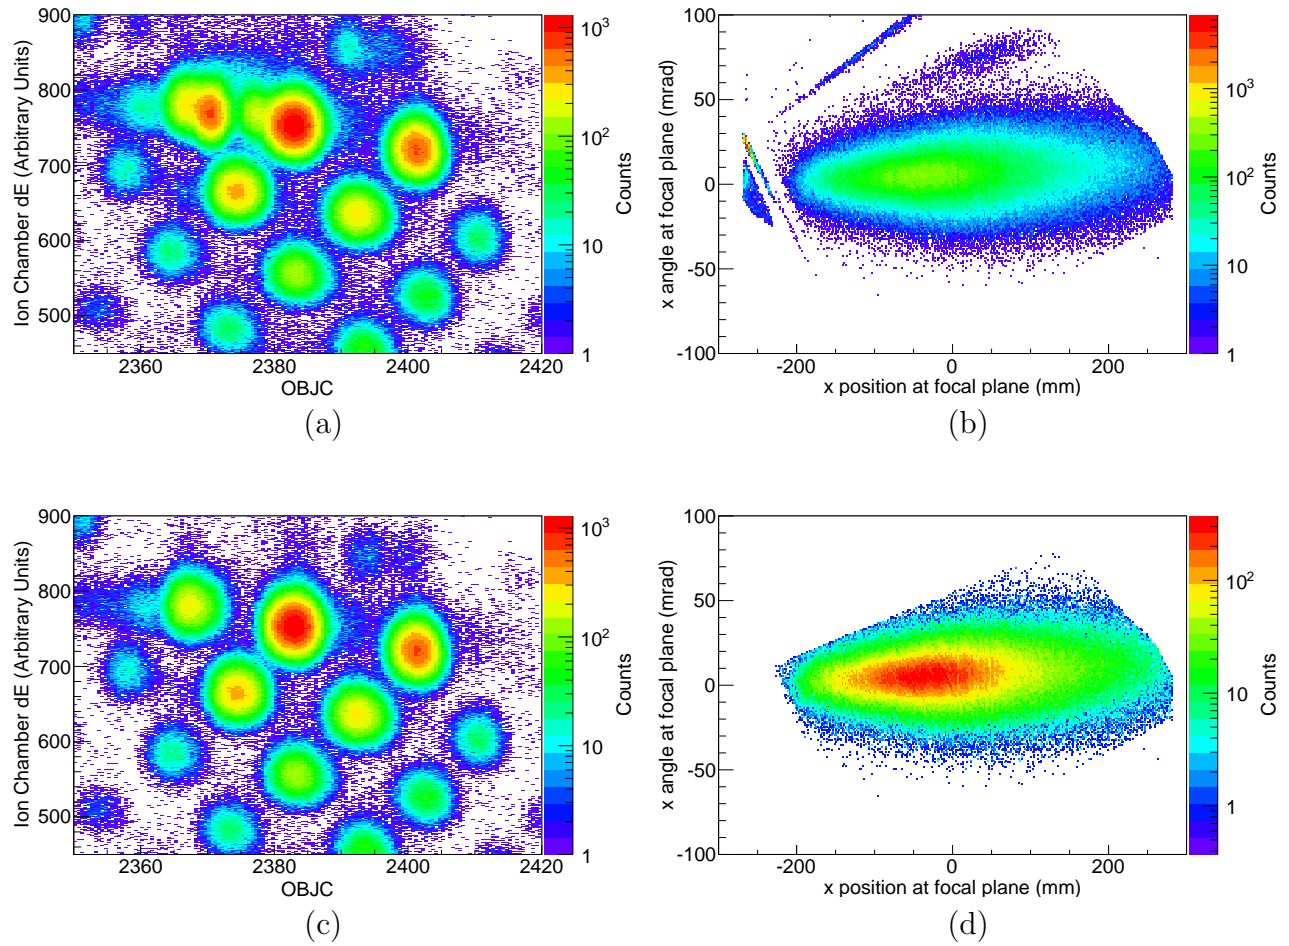 900
800
700
600
500
Ion Chamber dE (Arbitrary Units)
2360 2380 2400 2420
OBJC
10³
10²
10
1
Counts
(a)
100
50
0
-50
-100
x angle at focal plane (mrad)
-200 0 200
x position at focal plane (mm)
10³
10²
10
1
Counts
(b)
900
800
700
600
500
Ion Chamber dE (Arbitrary Units)
2360 2380 2400 2420
OBJC
10³
10²
10
1
Counts
(c)
100
50
0
-50
-100
x angle at focal plane (mrad)
-200 0 200
x position at focal plane (mm)
10²
10
1
Counts
(d)